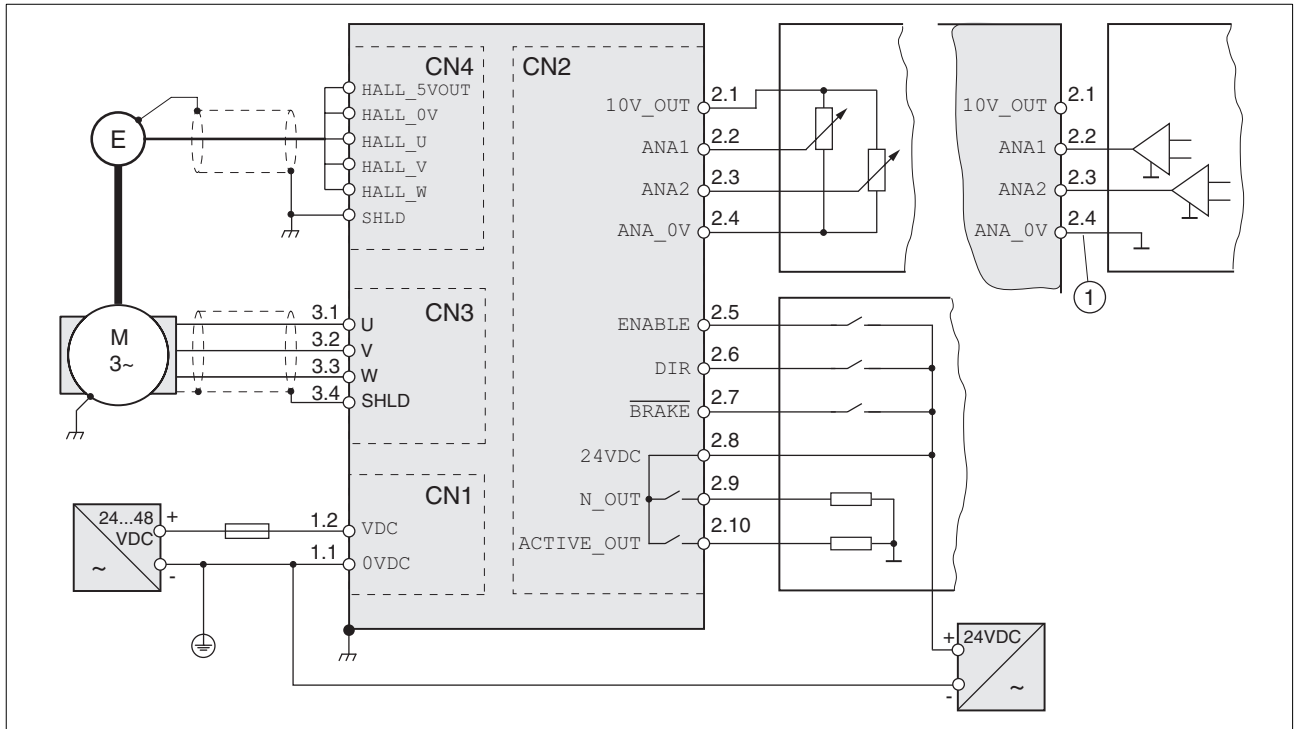 CN4
HALL_5VOUT
HALL_0V
HALL_U
HALL_V
HALL_W
SHLD
E
M
3~
3.1
U
3.2
V
3.3
W
3.4
SHLD
CN3
CN1
24...48
VDC
~
+
-
1.2
VDC
1.1
0VDC
CN2
10V_OUT
2.1
ANA1
2.2
ANA2
2.3
ANA_0V
2.4
ENABLE
2.5
DIR
2.6
BRAKE
2.7
24VDC
2.8
N_OUT
2.9
ACTIVE_OUT
2.10
10V_OUT
2.1
ANA1
2.2
ANA2
2.3
ANA_0V
2.4
1
+
24VDC
-
~